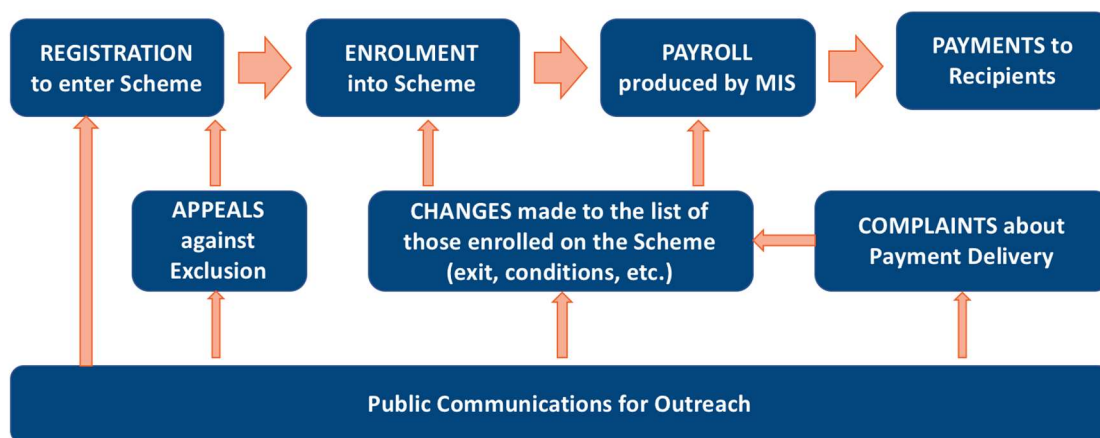 REGISTRATION
to enter Scheme
ENROLMENT
into Scheme
PAYROLL
produced by MIS
PAYMENTS to
Recipients
APPEALS
against
Exclusion
CHANGES made to the list of
those enrolled on the Scheme
(exit, conditions, etc.)
COMPLAINTS about
Payment Delivery
Public Communications for Outreach